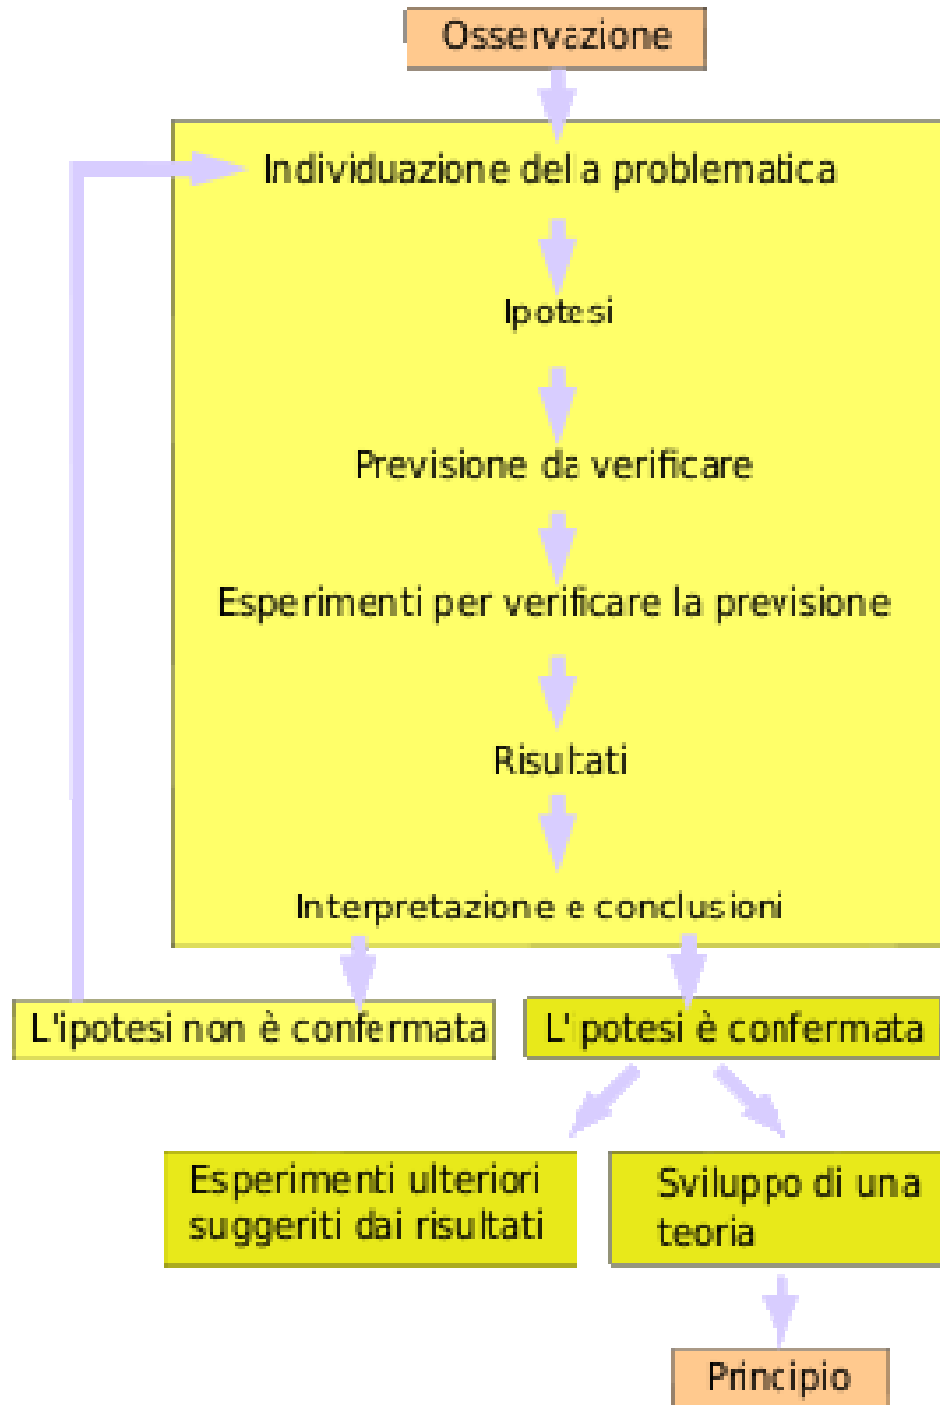 Osservazione
Individuazione della problematica
Ipotesi
Previsione da verificare
Esperimenti per verificare la previsione
Risultati
Interpretazione e conclusioni
L'ipotesi non è confermata
L'ipotesi è confermata
Esperimenti ulteriori
suggeriti dai risultati
Sviluppo di una
teoria
Principio